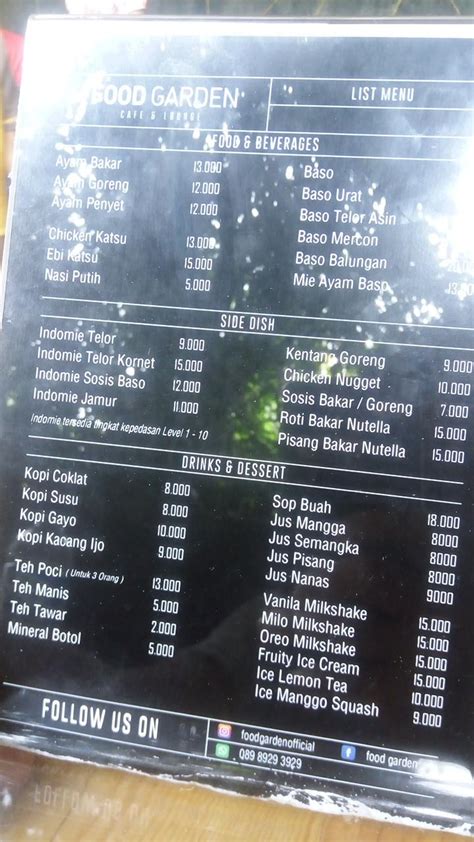 FOOD GARDEN
CAFE & LOUNGE
LIST MENU
FOOD & BEVERAGES
Ayam Bakar 13.000
Ayam Goreng 12.000
Ayam Penyet 12.000
Chicken Katsu 13.000
Ebi Katsu 15.000
Nasi Putih 5.000
Baso
Baso Urat
Baso Telor Asin
Baso Mercon
Baso Balungan
Mie Ayam Baso
SIDE DISH
Indomie Telor 9.000
Indomie Telor Kornet 15.000
Indomie Sosis Baso 12.000
Indomie Jamur 11.000
Indomie tersedia tingkat kepedasan Level 1 - 10
Kentang Goreng 9.000
Chicken Nugget 10.000
Sosis Bakar / Goreng 7.000
Roti Bakar Nutella 15.000
Pisang Bakar Nutella 15.000
DRINKS & DESSERT
Kopi Coklat 8.000
Kopi Susu 8.000
Kopi Gayo 10.000
Kopi Kacang Ijo 9.000
Teh Poci ( Untuk 3 Orang ) 13.000
Teh Manis 5.000
Teh Tawar 2.000
Mineral Botol 5.000
Sop Buah 18.000
Jus Mangga 8000
Jus Semangka 8000
Jus Pisang 8000
Jus Nanas 9000
Vanila Milkshake 15.000
Milo Milkshake 15.000
Oreo Milkshake 15.000
Fruity Ice Cream 15.000
Ice Lemon Tea
Ice Manggo Squash 9.000
FOLLOW US ON
foodgardenofficial
food garden
089 8929 3929